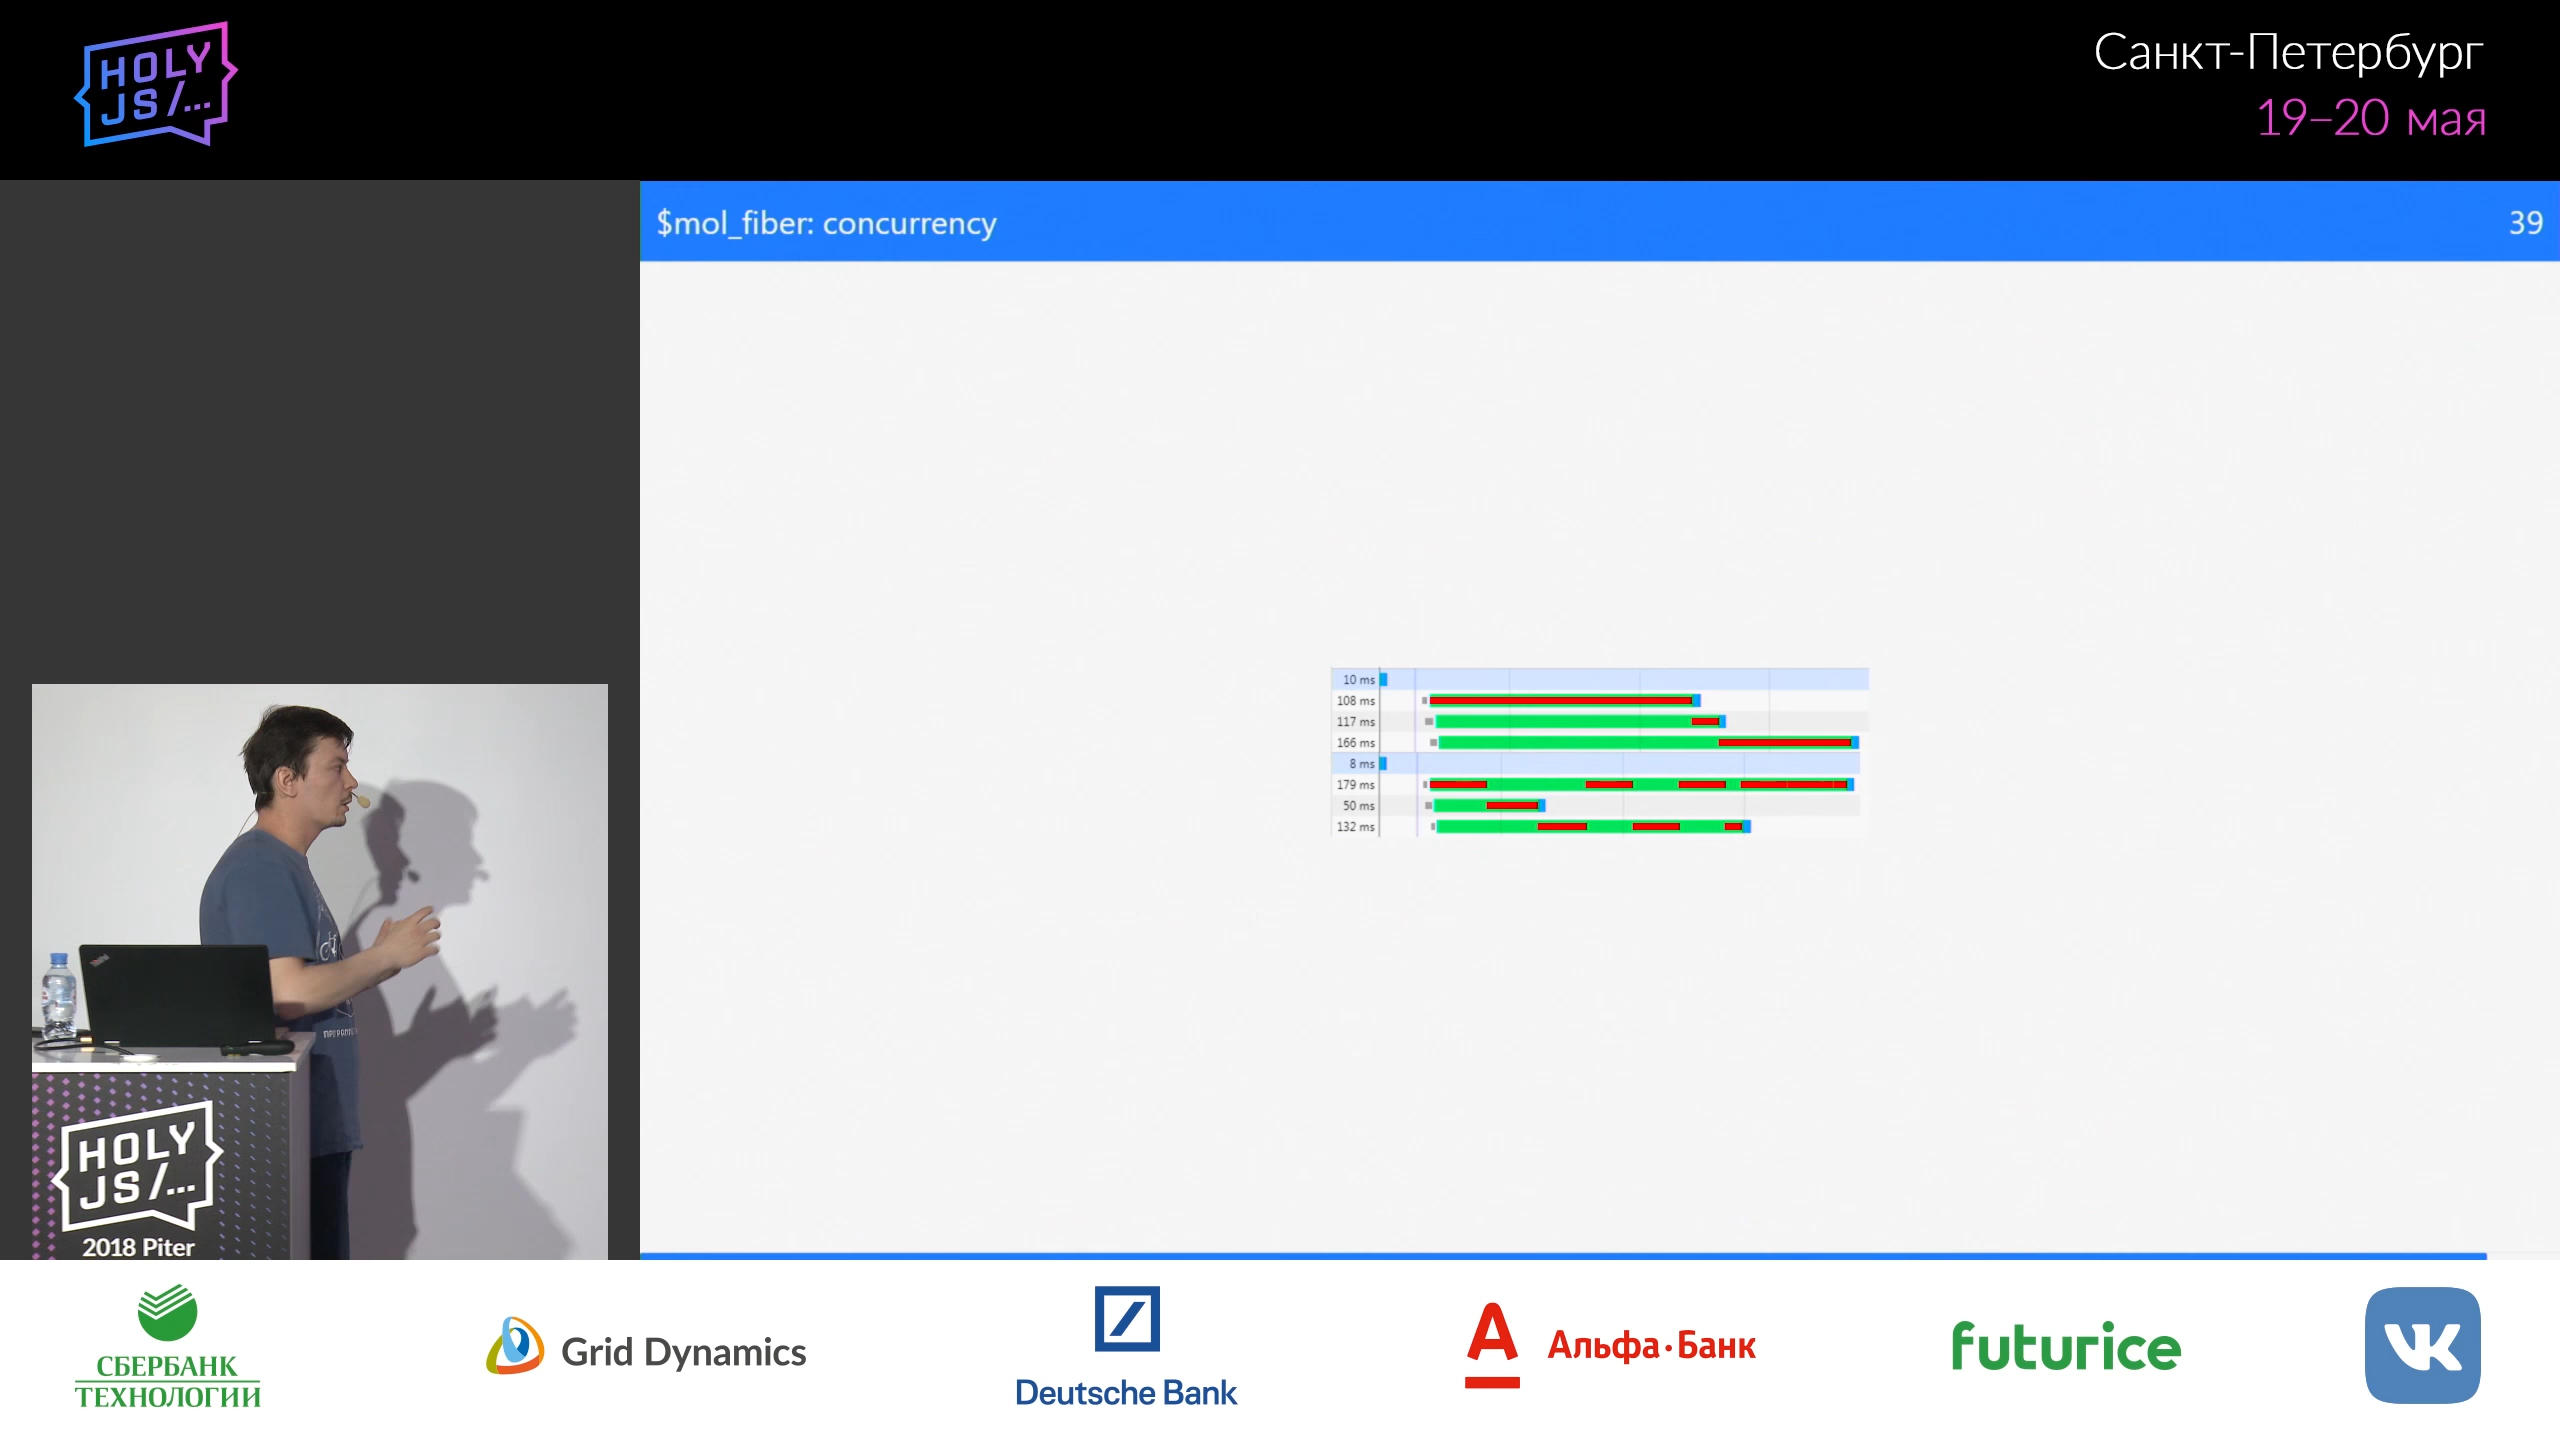 HOLY
JS/...
Санкт-Петербург
19–20 мая
$mol_fiber: concurrency
39
10 ms
108 ms
117 ms
166 ms
8 ms
179 ms
50 ms
132 ms
HOLY
JS/...
2018 Piter
СБЕРБАНК
ТЕХНОЛОГИИ
Grid Dynamics
Deutsche Bank
Альфа·Банк
futurice
VK